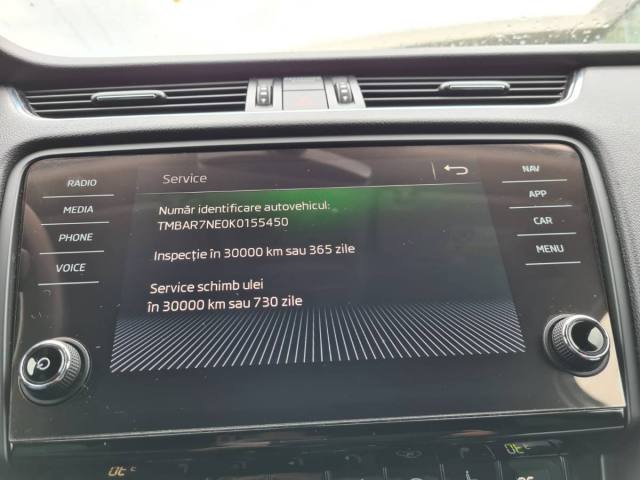 Service
RADIO
MEDIA
PHONE
VOICE
Număr identificare autovehicul:
TMBAR7NE0K0155450
Inspecţie în 30000 km sau 365 zile
Service schimb ulei
în 30000 km sau 730 zile
NAV
APP
CAR
MENU